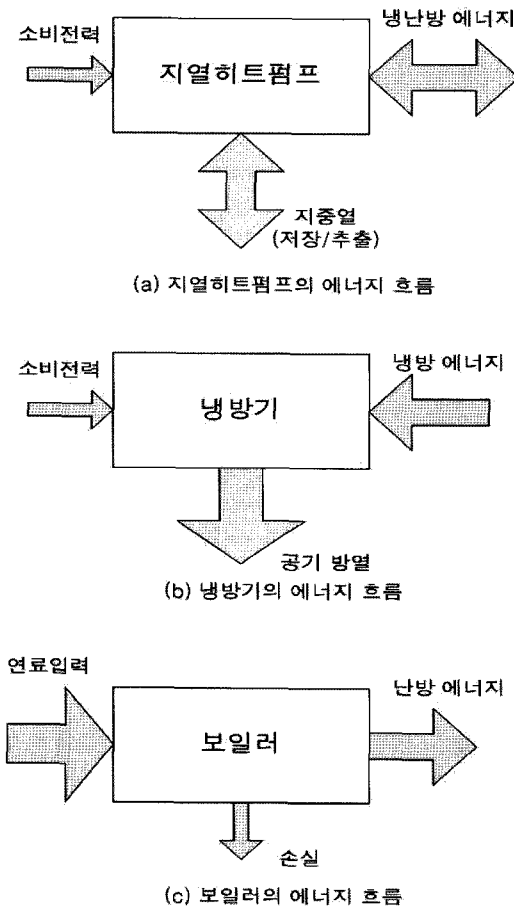 소비전력
냉난방 에너지
지열히트펌프
지중열
(저장/추출)
(a) 지열히트펌프의 에너지 흐름
소비전력
냉방 에너지
냉방기
공기 방열
(b) 냉방기의 에너지 흐름
연료입력
난방 에너지
보일러
손실
(c) 보일러의 에너지 흐름